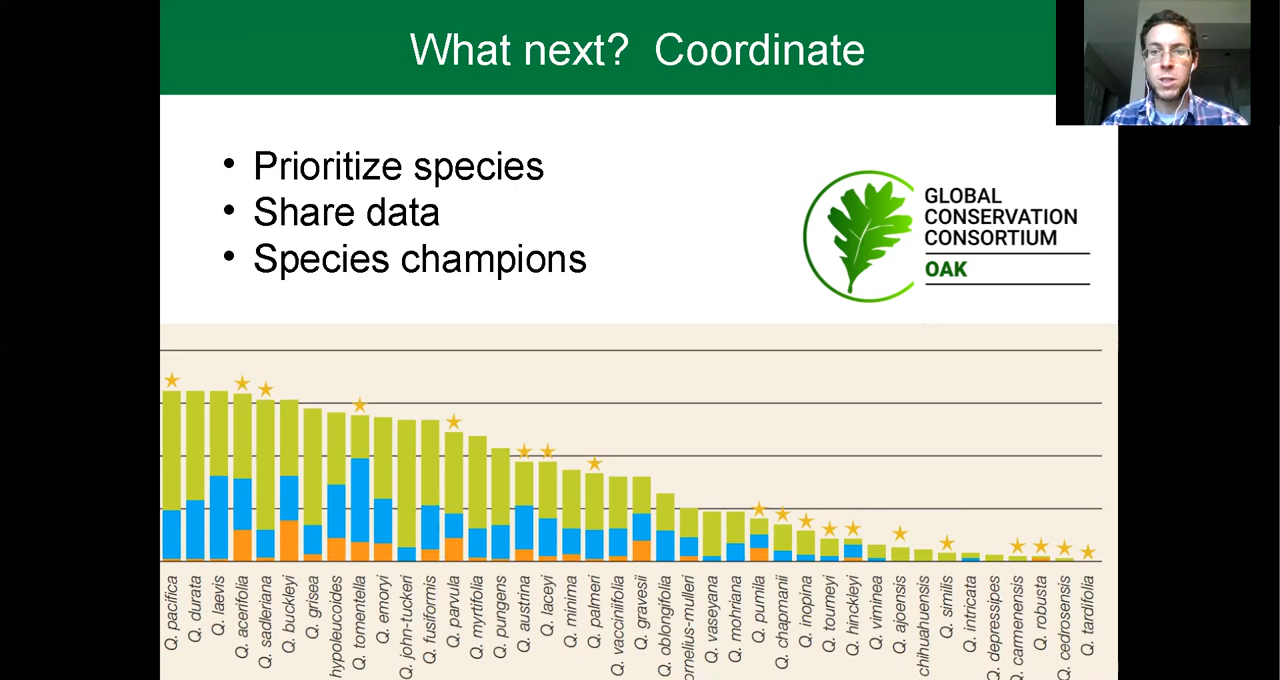 What next? Coordinate
• Prioritize species
• Share data
• Species champions
GLOBAL
CONSERVATION
CONSORTIUM
OAK
Q. pacifica
Q. durata
Q. laevis
Q. acerifolia
Q. sadleriana
Q. buckleyi
Q. grisea
hypoleucoides
Q. tomentella
Q. emoryi
Q. john-tuckeri
Q. fusiformis
Q. parvula
Q. myrtifolia
Q. pungens
Q. austrina
Q. laceyi
Q. minima
Q. palmeri
Q. vacciniifolia
Q. gravesii
Q. oblongifolia
ornelius-mulleri
Q. vaseyana
Q. mohriana
Q. pumila
Q. chapmanii
Q. inopina
Q. toumeyi
Q. hinckleyi
Q. viminea
Q. ajoensis
chihuahuensis
Q. similis
Q. intricata
Q. depressipes
Q. carmenensis
Q. robusta
Q. cedrosensis
Q. tardifolia